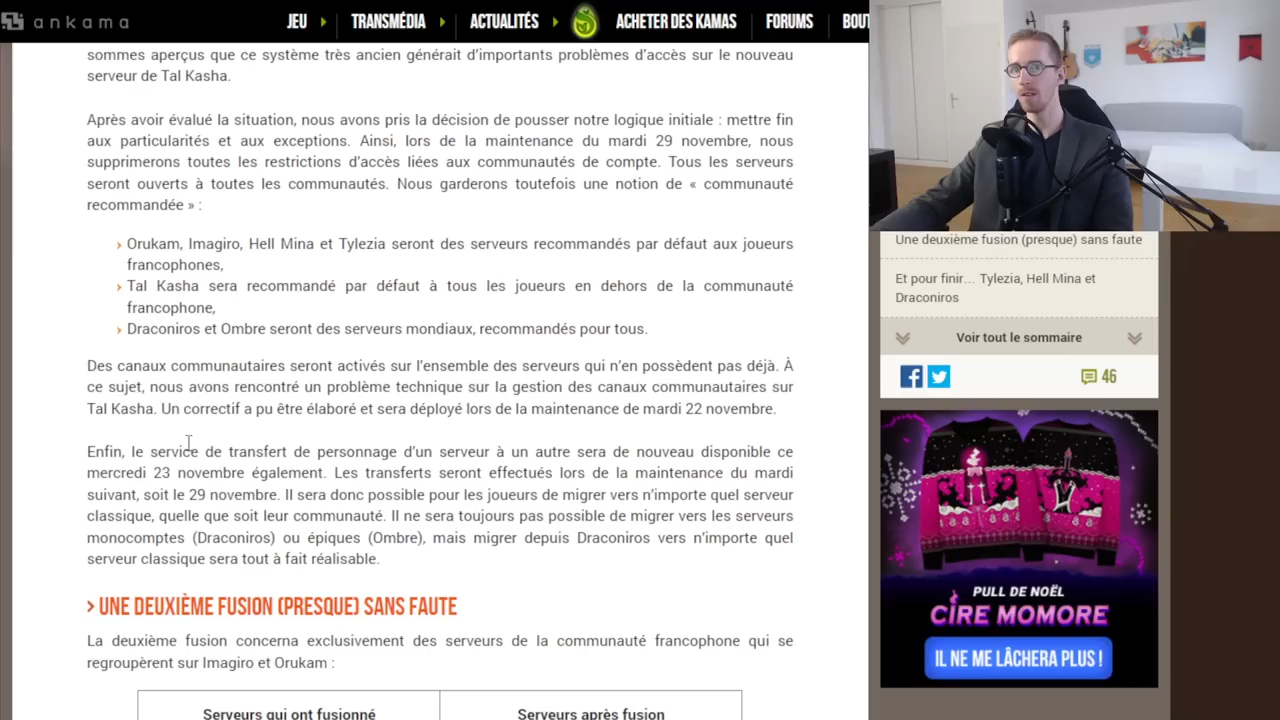 ankama
JEU
TRANSMÉDIA
ACTUALITÉS
ACHETER DES KAMAS
FORUMS
BOUT
sommes aperçus que ce système très ancien générait d'importants problèmes d'accès sur le nouveau
serveur de Tal Kasha.
Après avoir évalué la situation, nous avons pris la décision de pousser notre logique initiale : mettre fin
aux particularités et aux exceptions. Ainsi, lors de la maintenance du mardi 29 novembre, nous
supprimerons toutes les restrictions d'accès liées aux communautés de compte. Tous les serveurs
seront ouverts à toutes les communautés. Nous garderons toutefois une notion de « communauté
recommandée » :
› Orukam, Imagiro, Hell Mina et Tylezia seront des serveurs recommandés par défaut aux joueurs
francophones,
› Tal Kasha sera recommandé par défaut à tous les joueurs en dehors de la communauté
francophone,
› Draconiros et Ombre seront des serveurs mondiaux, recommandés pour tous.
Des canaux communautaires seront activés sur l'ensemble des serveurs qui n'en possèdent pas déjà. À
ce sujet, nous avons rencontré un problème technique sur la gestion des canaux communautaires sur
Tal Kasha. Un correctif a pu être élaboré et sera déployé lors de la maintenance de mardi 22 novembre.
Enfin, le service de transfert de personnage d'un serveur à un autre sera de nouveau disponible ce
mercredi 23 novembre également. Les transferts seront effectués lors de la maintenance du mardi
suivant, soit le 29 novembre. Il sera donc possible pour les joueurs de migrer vers n'importe quel serveur
classique, quelle que soit leur communauté. Il ne sera toujours pas possible de migrer vers les serveurs
monocomptes (Draconiros) ou épiques (Ombre), mais migrer depuis Draconiros vers n'importe quel
serveur classique sera tout à fait réalisable.
› UNE DEUXIÈME FUSION (PRESQUE) SANS FAUTE
La deuxième fusion concerna exclusivement des serveurs de la communauté francophone qui se
regroupèrent sur Imagiro et Orukam :
Serveurs qui ont fusionné
Serveurs après fusion
Une deuxième fusion (presque) sans faute
Et pour finir… Tylezia, Hell Mina et
Draconiros
Voir tout le sommaire
46
PULL DE NOËL
CIRE MOMORE
IL NE ME LÂCHERA PLUS !